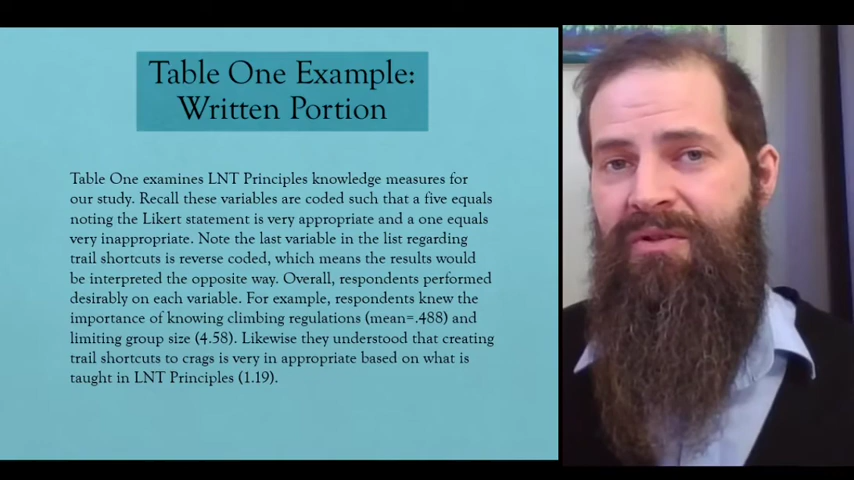 Table One Example:
Written Portion
Table One examines LNT Principles knowledge measures for
our study. Recall these variables are coded such that a five equals
noting the Likert statement is very appropriate and a one equals
very inappropriate. Note the last variable in the list regarding
trail shortcuts is reverse coded, which means the results would
be interpreted the opposite way. Overall, respondents performed
desirably on each variable. For example, respondents knew the
importance of knowing climbing regulations (mean=.488) and
limiting group size (4.58). Likewise they understood that creating
trail shortcuts to crags is very in appropriate based on what is
taught in LNT Principles (1.19).